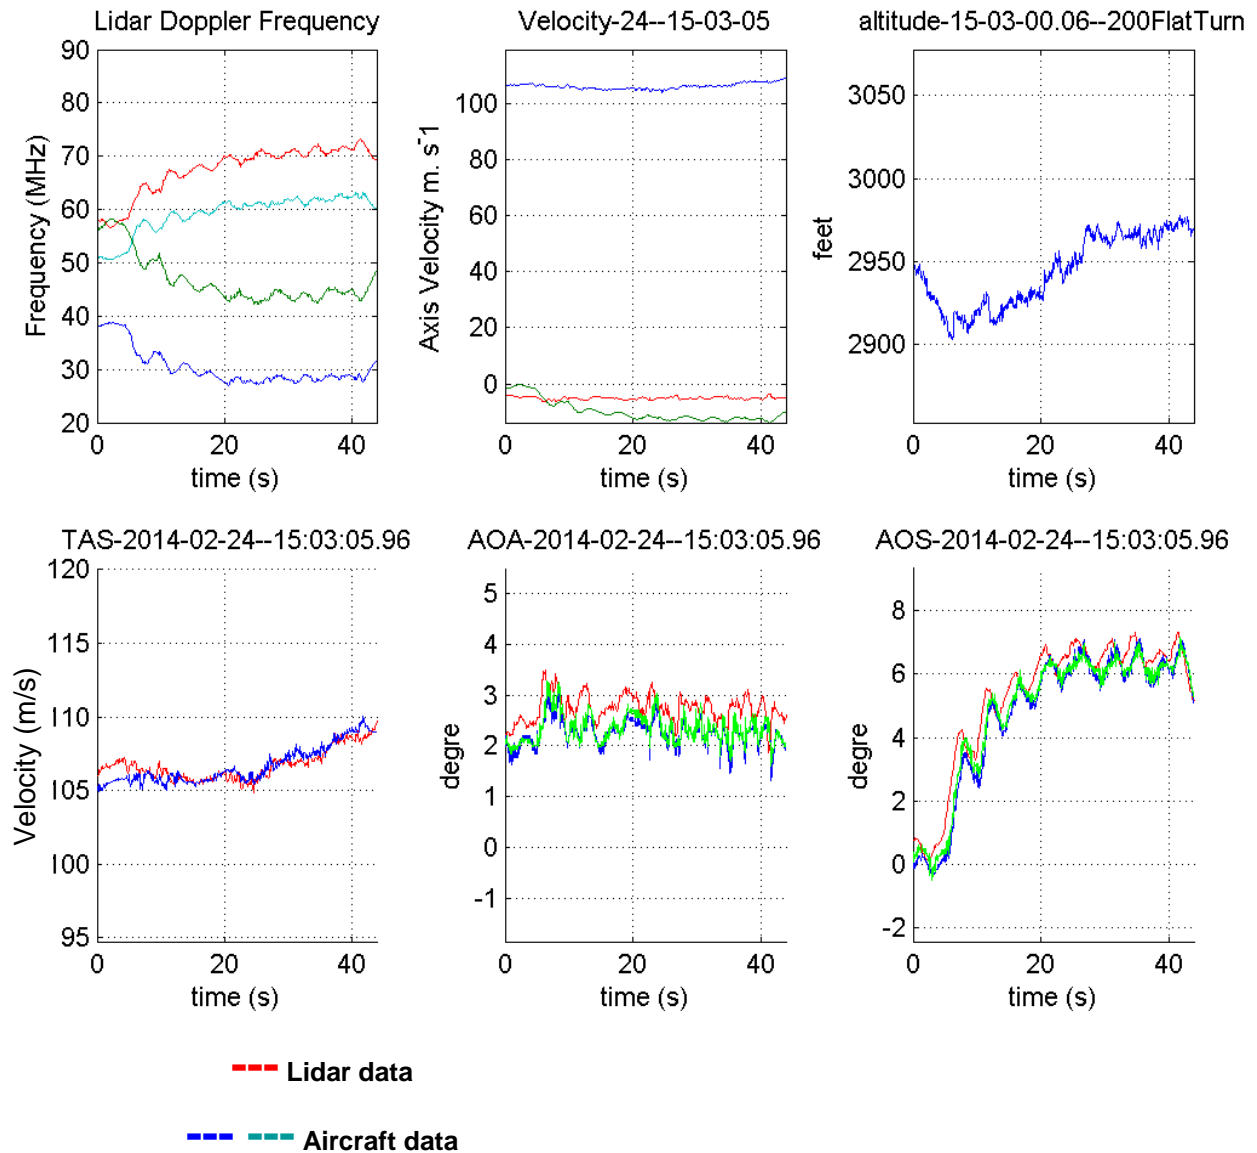 Lidar Doppler Frequency
Frequency (MHz)
90
80
70
60
50
40
30
20
0 20 40
time (s)
Velocity-24--15-03-05
Axis Velocity m. s-1
100
80
60
40
20
0
0 20 40
time (s)
altitude-15-03-00.06--200FlatTurn
feet
3050
3000
2950
2900
0 20 40
time (s)
TAS-2014-02-24--15:03:05.96
Velocity (m/s)
120
115
110
105
100
95
0 20 40
time (s)
AOA-2014-02-24--15:03:05.96
degre
5
4
3
2
1
0
-1
0 20 40
time (s)
AOS-2014-02-24--15:03:05.96
degre
8
6
4
2
0
-2
0 20 40
time (s)
Lidar data
Aircraft data